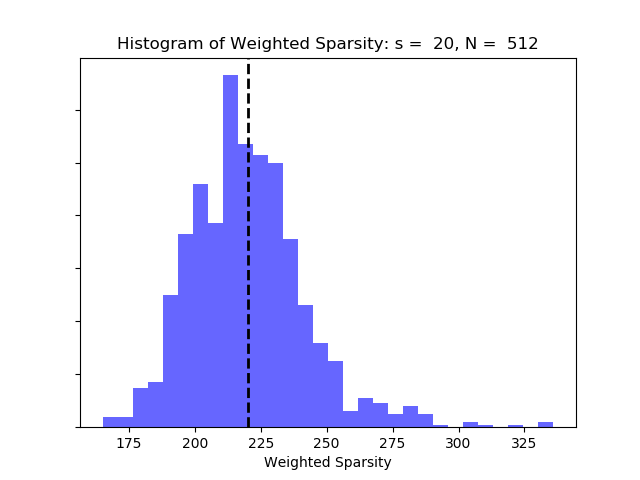 Histogram of Weighted Sparsity: s =  20, N =  512
175 200 225 250 275 300 325
Weighted Sparsity